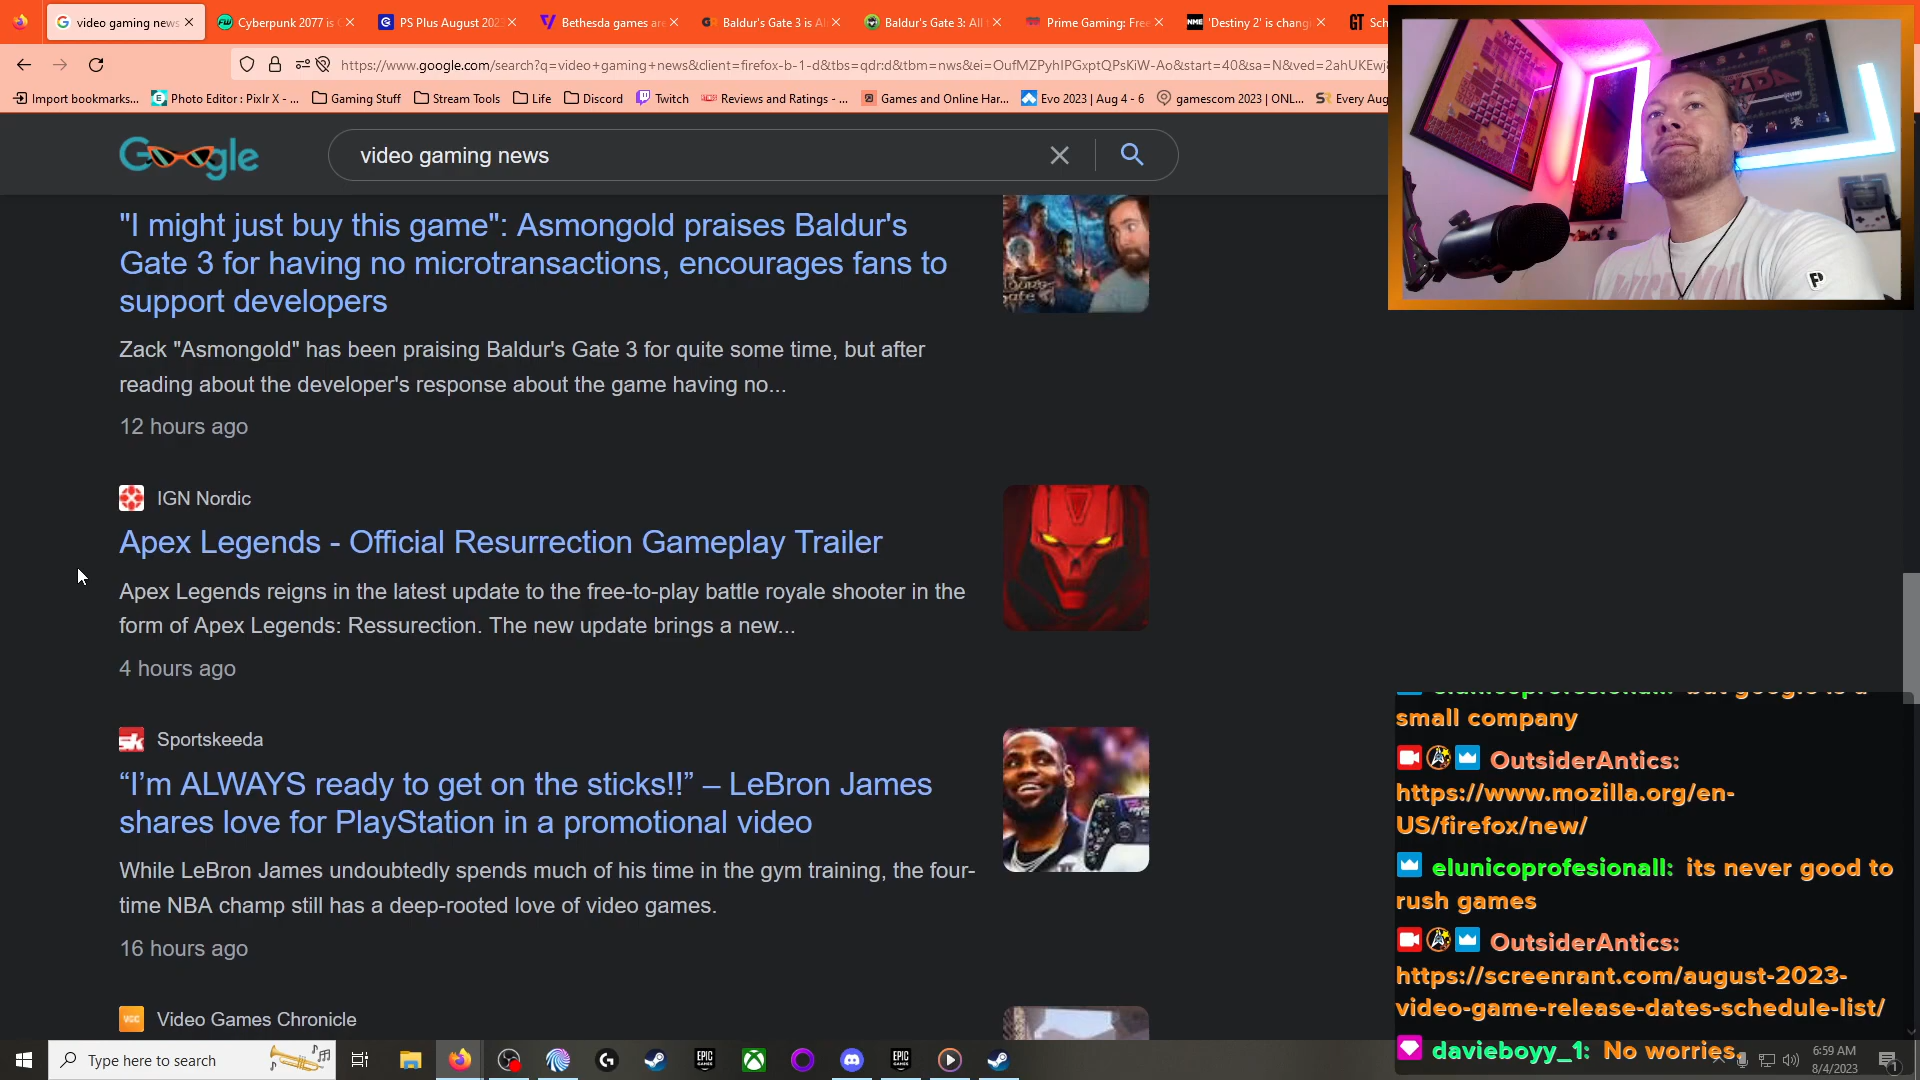 video gaming news
Cyberpunk 2077 is
PS Plus August 202
Bethesda games are
Baldur's Gate 3 is A
Baldur's Gate 3: All
Prime Gaming: Free
NME 'Destiny 2' is chang
GT Sch
https://www.google.com/search?q=video+gaming+news&client=firefox-b-1-d&tbs=qdr:d&tbm=nws&ei=OufMZPyhIPGxptQPsKiW-Ao&start=40&sa=N&ved=2ahUKEwj
Import bookmarks...
Photo Editor : Pixlr X - ...
Gaming Stuff
Stream Tools
Life
Discord
Twitch
Reviews and Ratings - ...
Games and Online Har...
Evo 2023 | Aug 4 - 6
gamescom 2023 | ONL...
Every Aug
Google
video gaming news
"I might just buy this game": Asmongold praises Baldur's
Gate 3 for having no microtransactions, encourages fans to
support developers
Zack "Asmongold" has been praising Baldur's Gate 3 for quite some time, but after
reading about the developer's response about the game having no...
12 hours ago
IGN Nordic
Apex Legends - Official Resurrection Gameplay Trailer
Apex Legends reigns in the latest update to the free-to-play battle royale shooter in the
form of Apex Legends: Ressurection. The new update brings a new...
4 hours ago
sk Sportskeeda
“I’m ALWAYS ready to get on the sticks!!” – LeBron James
shares love for PlayStation in a promotional video
While LeBron James undoubtedly spends much of his time in the gym training, the four-
time NBA champ still has a deep-rooted love of video games.
16 hours ago
VGC Video Games Chronicle
small company
OutsiderAntics:
https://www.mozilla.org/en-
US/firefox/new/
elunicoprofesionall: its never good to
rush games
OutsiderAntics:
https://screenrant.com/august-2023-
video-game-release-dates-schedule-list/
davieboyy_1: No worries.
Type here to search
EPIC GAMES
EPIC GAMES
6:59 AM
8/4/2023
1